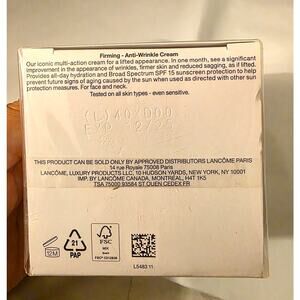 Firming - Anti-Wrinkle Cream
Our iconic multi-action cream for a lifted appearance. In one month, see a significant
improvement in the appearance of wrinkles, firmer skin and reduced sagging, as if lifted.
Provides all-day hydration and Broad Spectrum SPF 15 sunscreen protection to help
prevent future signs of aging caused by the sun when used as directed with other sun
protection measures. For face and neck.
Tested on all skin types - even sensitive.
EXP
THIS PRODUCT CAN BE SOLD ONLY BY APPROVED DISTRIBUTORS LANCÔME PARIS
14 rue Royale 75008 Paris
LANCÔME, LUXURY PRODUCTS LLC, 10 HUDSON YARDS, NEW YORK, NY 10001
IMP. BY LANCÔME CANADA, MONTREAL, H4T 1K5
TSA 75000 93584 ST OUEN CEDEX FR
12M
21
PAP
FSC
MIX
L5483 11